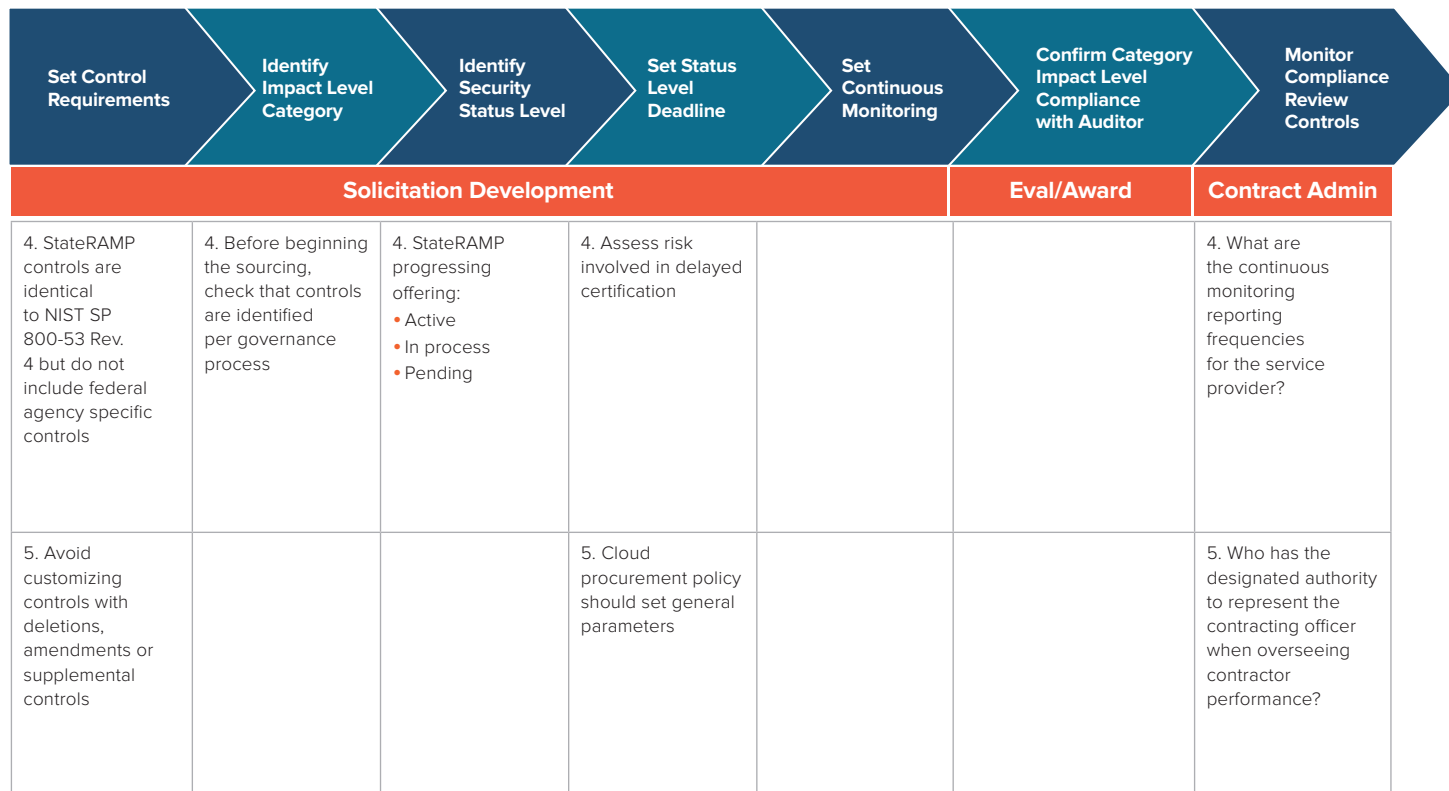 Set Control
Requirements
Identify
Impact Level
Category
Identify
Security
Status Level
Set Status
Level
Deadline
Set
Continuous
Monitoring
Confirm Category
Impact Level
Compliance
with Auditor
Monitor
Compliance
Review
Controls
Solicitation Development
Eval/Award
Contract Admin
4. StateRAMP
controls are
identical
to NIST SP
800-53 Rev.
4 but do not
include federal
agency specific
controls
4. Before beginning
the sourcing,
check that controls
are identified
per governance
process
4. StateRAMP
progressing
offering:
• Active
• In process
• Pending
4. Assess risk
involved in delayed
certification
4. What are
the continuous
monitoring
reporting
frequencies
for the service
provider?
5. Avoid
customizing
controls with
deletions,
amendments or
supplemental
controls
5. Cloud
procurement policy
should set general
parameters
5. Who has the
designated authority
to represent the
contracting officer
when overseeing
contractor
performance?